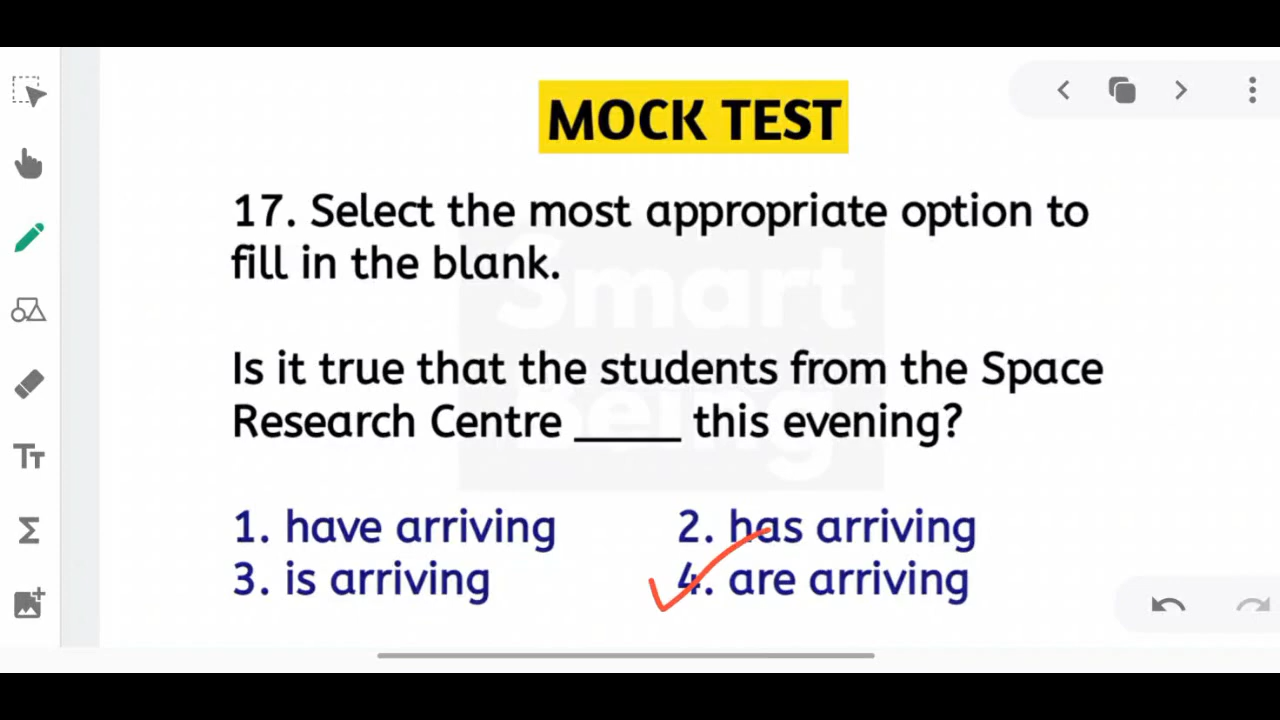 MOCK TEST
17. Select the most appropriate option to
fill in the blank.
Smart
Being
Is it true that the students from the Space
Research Centre _____ this evening?
1. have arriving 2. has arriving
3. is arriving 4. are arriving